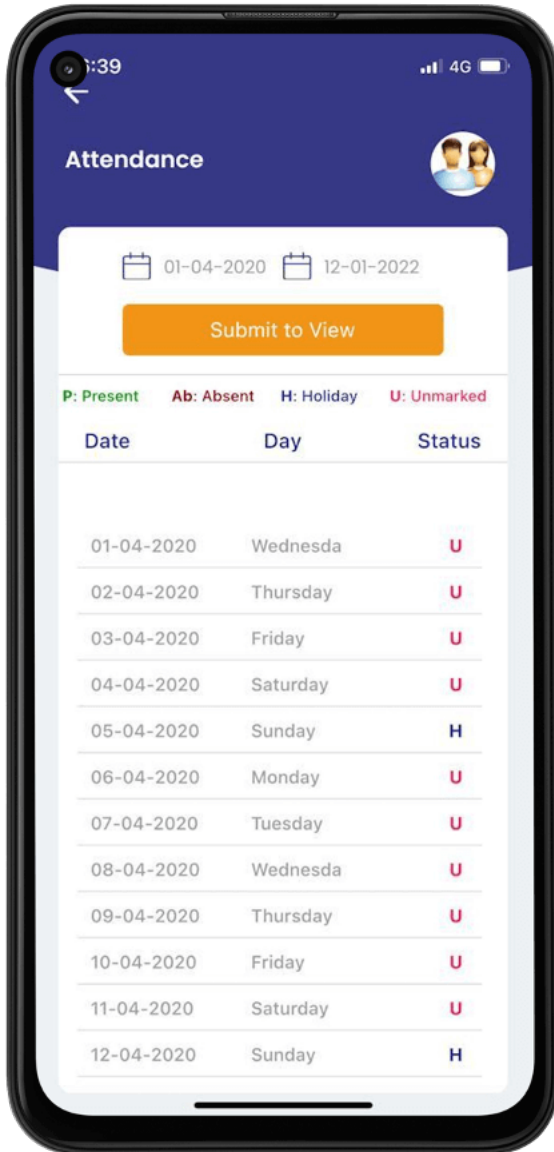 :39 4G
Attendance
01-04-2020 12-01-2022
Submit to View
P: Present Ab: Absent H: Holiday U: Unmarked
Date Day Status
01-04-2020 Wednesda U
02-04-2020 Thursday U
03-04-2020 Friday U
04-04-2020 Saturday U
05-04-2020 Sunday H
06-04-2020 Monday U
07-04-2020 Tuesday U
08-04-2020 Wednesda U
09-04-2020 Thursday U
10-04-2020 Friday U
11-04-2020 Saturday U
12-04-2020 Sunday H